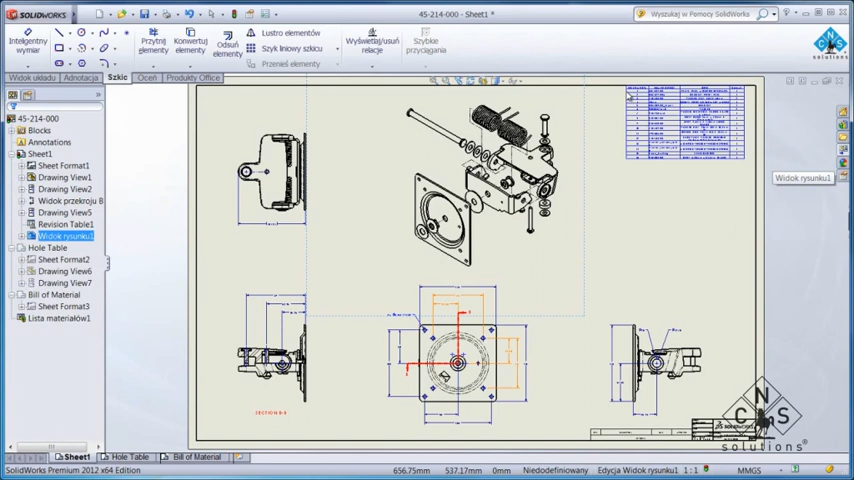 SOLIDWORKS
45-214-000 - Sheet1 *
Wyszukaj w Pomocy SolidWorks
Inteligentny wymiar
Przytnij elementy
Konwertuj elementy
Odsuń elementy
Lustro elementów
Szyk liniowy szkicu
Przenieś elementy
Wyświetlaj/usuń relacje
Szybkie przyciągania
CNS solutions
Widok układu
Adnotacja
Szkic
Oceń
Produkty Office
45-214-000
Blocks
Annotations
Sheet1
Sheet Format1
Drawing View1
Drawing View2
Widok przekroju B
Drawing View5
Revision Table1
Widok rysunku1
Hole Table
Sheet Format2
Drawing View6
Drawing View7
Bill of Material
Sheet Format3
Lista materiałów1
Widok rysunku1
SECTION B-B
CNS
solutions
Sheet1
Hole Table
Bill of Material
SolidWorks Premium 2012 x64 Edition
656.75mm
537.17mm
0mm
Niedodefiniowany
Edycja Widok rysunku1
1 : 1
MMGS